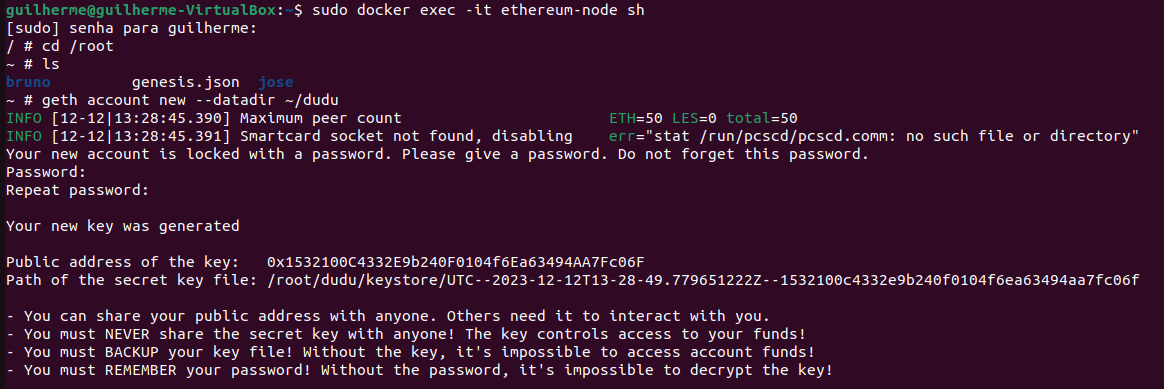 guilherme@guilherme-VirtualBox:~$ sudo docker exec -it ethereum-node sh
[sudo] senha para guilherme:
/ # cd /root
~ # ls
bruno         genesis.json  jose
~ # geth account new --datadir ~/dudu
INFO [12-12|13:28:45.390] Maximum peer count                       ETH=50 LES=0 total=50
INFO [12-12|13:28:45.391] Smartcard socket not found, disabling    err="stat /run/pcscd/pcscd.comm: no such file or directory"
Your new account is locked with a password. Please give a password. Do not forget this password.
Password:
Repeat password:

Your new key was generated

Public address of the key:   0x1532100C4332E9b240F0104f6Ea63494AA7Fc06F
Path of the secret key file: /root/dudu/keystore/UTC--2023-12-12T13-28-49.779651222Z--1532100c4332e9b240f0104f6ea63494aa7fc06f

- You can share your public address with anyone. Others need it to interact with you.
- You must NEVER share the secret key with anyone! The key controls access to your funds!
- You must BACKUP your key file! Without the key, it's impossible to access account funds!
- You must REMEMBER your password! Without the password, it's impossible to decrypt the key!